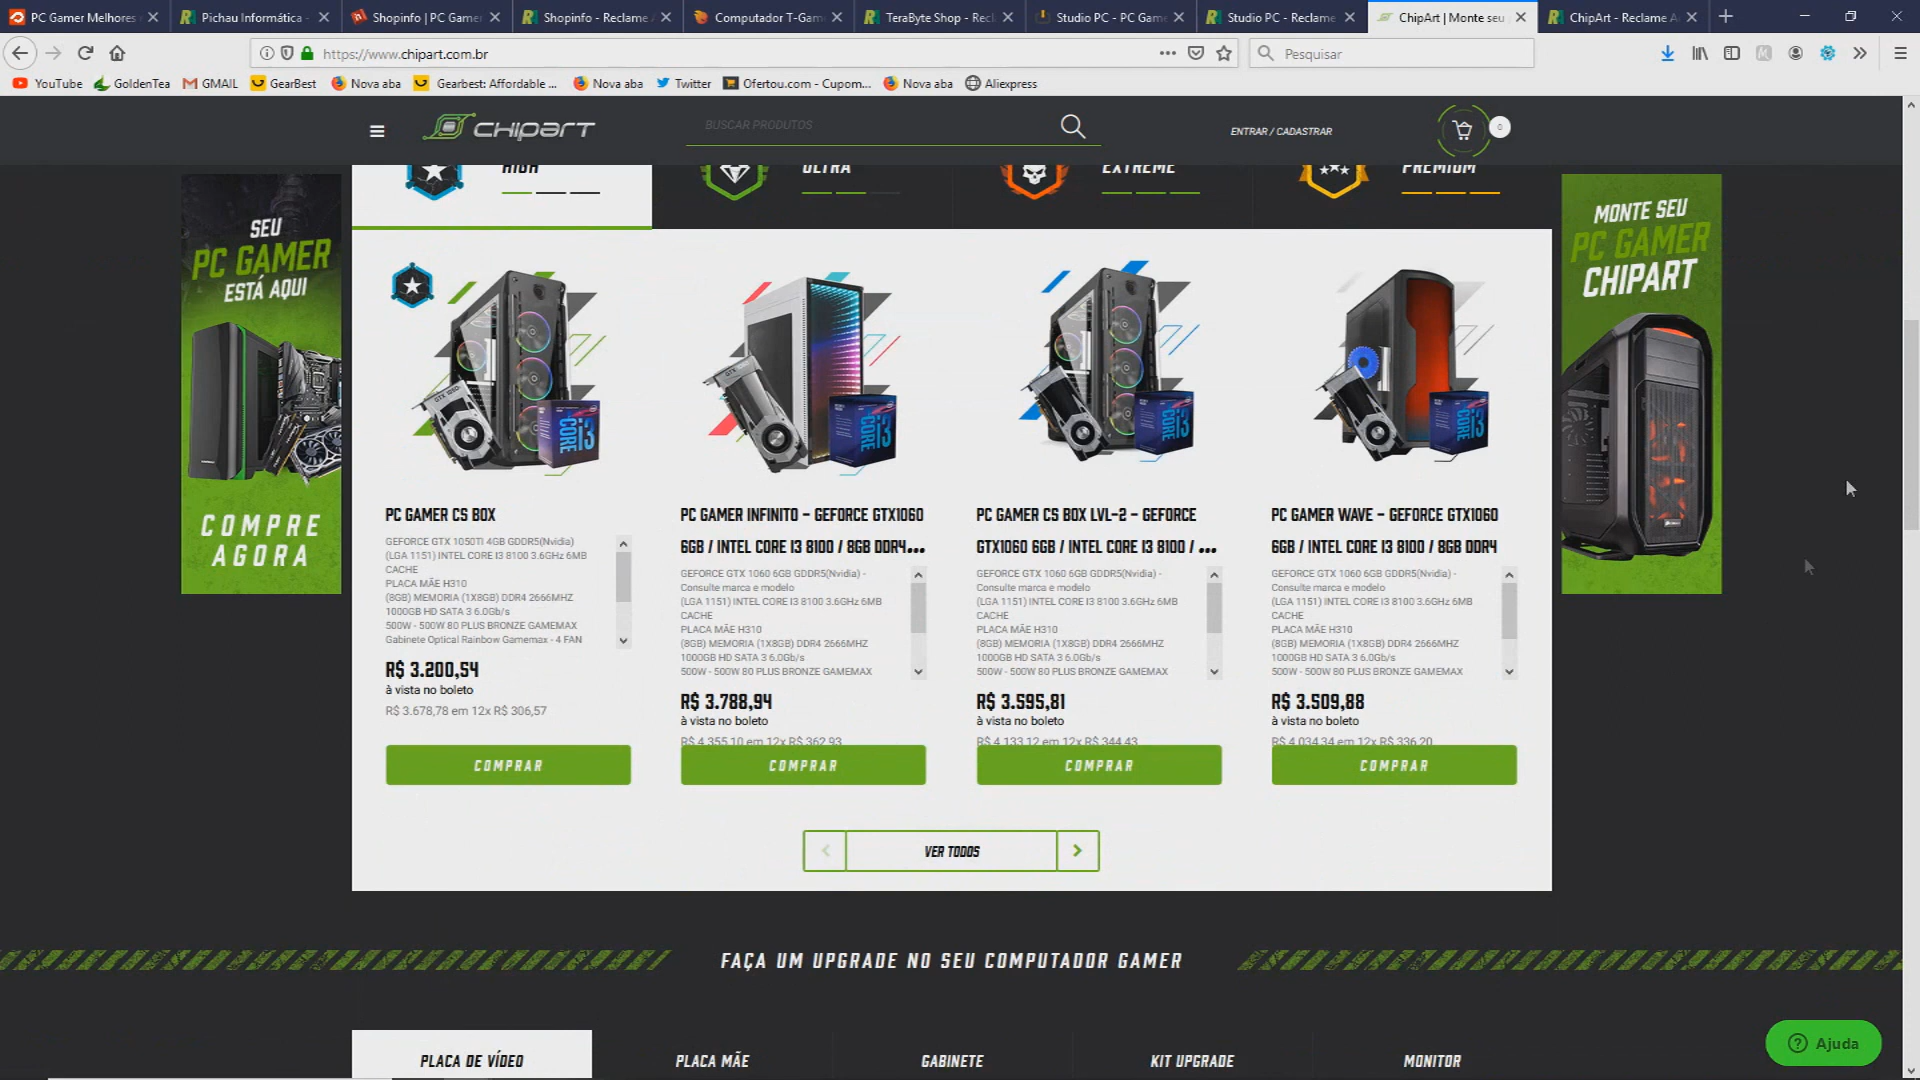 PC Gamer Melhores
Pichau Informática -
Shopinfo | PC Gamer
Shopinfo - Reclame A
Computador T-Gam
TeraByte Shop - Recl
Studio PC - PC Gam
Studio PC - Reclame
ChipArt | Monte seu
ChipArt - Reclame A
https://www.chipart.com.br
Pesquisar
YouTube
GoldenTea
GMAIL
GearBest
Nova aba
Gearbest: Affordable ...
Nova aba
Twitter
Ofertou.com - Cupom...
Nova aba
Aliexpress
CHIPART
BUSCAR PRODUTOS
ENTRAR / CADASTRAR
0
HIGH
ULTRA
EXTREME
PREMIUM
SEU
PC GAMER
ESTÁ AQUI
COMPRE
AGORA
MONTE SEU
PC GAMER
CHIPART
GTX 1050
CORE i3
GTX
CORE i3
CORE i3
CORE i3
PC GAMER CS BOX
GEFORCE GTX 1050TI 4GB GDDR5(Nvidia)
(LGA 1151) INTEL CORE I3 8100 3.6GHz 6MB
CACHE
PLACA MÃE H310
(8GB) MEMORIA (1X8GB) DDR4 2666MHZ
1000GB HD SATA 3 6.0Gb/s
500W - 500W 80 PLUS BRONZE GAMEMAX
Gabinete Optical Rainbow Gamemax - 4 FAN
R$ 3.200,54
à vista no boleto
R$ 3.678,78 em 12x R$ 306,57
COMPRAR
PC GAMER INFINITO – GEFORCE GTX1060
6GB / INTEL CORE I3 8100 / 8GB DDR4...
GEFORCE GTX 1060 6GB GDDR5(Nvidia) -
Consulte marca e modelo
(LGA 1151) INTEL CORE I3 8100 3.6GHz 6MB
CACHE
PLACA MÃE H310
(8GB) MEMORIA (1X8GB) DDR4 2666MHZ
1000GB HD SATA 3 6.0Gb/s
500W - 500W 80 PLUS BRONZE GAMEMAX
R$ 3.788,94
à vista no boleto
R$ 4.355,10 em 12x R$ 362,93
COMPRAR
PC GAMER CS BOX LVL-2 – GEFORCE
GTX1060 6GB / INTEL CORE I3 8100 / ...
GEFORCE GTX 1060 6GB GDDR5(Nvidia) -
Consulte marca e modelo
(LGA 1151) INTEL CORE I3 8100 3.6GHz 6MB
CACHE
PLACA MÃE H310
(8GB) MEMORIA (1X8GB) DDR4 2666MHZ
1000GB HD SATA 3 6.0Gb/s
500W - 500W 80 PLUS BRONZE GAMEMAX
R$ 3.595,81
à vista no boleto
R$ 4.133,12 em 12x R$ 344,43
COMPRAR
PC GAMER WAVE – GEFORCE GTX1060
6GB / INTEL CORE I3 8100 / 8GB DDR4
GEFORCE GTX 1060 6GB GDDR5(Nvidia) -
Consulte marca e modelo
(LGA 1151) INTEL CORE I3 8100 3.6GHz 6MB
CACHE
PLACA MÃE H310
(8GB) MEMORIA (1X8GB) DDR4 2666MHZ
1000GB HD SATA 3 6.0Gb/s
500W - 500W 80 PLUS BRONZE GAMEMAX
R$ 3.509,88
à vista no boleto
R$ 4.034,34 em 12x R$ 336,20
COMPRAR
VER TODOS
FAÇA UM UPGRADE NO SEU COMPUTADOR GAMER
PLACA DE VÍDEO
PLACA MÃE
GABINETE
KIT UPGRADE
MONITOR
Ajuda